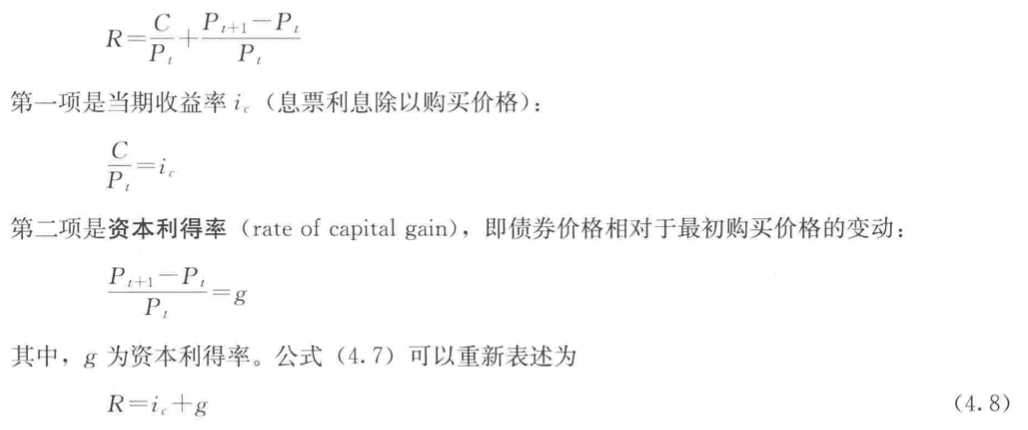 R=C/P_t+(P_{t+1}-P_t)/P_t
第一项是当期收益率 i_c（息票利息除以购买价格）：
C/P_t=i_c
第二项是资本利得率（rate of capital gain），即债券价格相对于最初购买价格的变动：
(P_{t+1}-P_t)/P_t=g
其中，g 为资本利得率。公式（4.7）可以重新表述为
R=i_c+g （4.8）